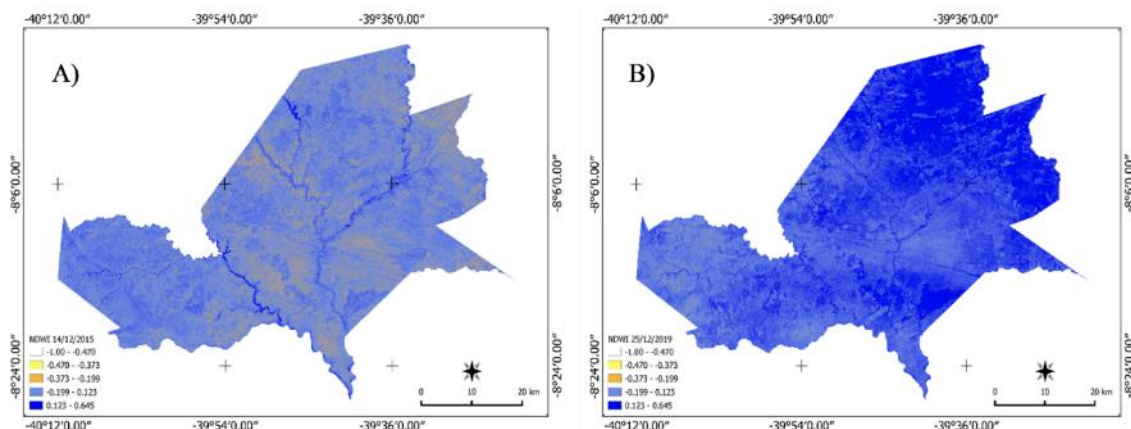 -40°12'0.00" -39°54'0.00" -39°36'0.00"
A)
-8°6'0.00" -8°6'0.00"
-8°24'0.00" -8°24'0.00"
NDWI 14/12/2015
-1.00 - -0.470
-0.470 - -0.373
-0.373 - -0.199
-0.199 - 0.123
0.123 - 0.645
0 10 20 km
-40°12'0.00" -39°54'0.00" -39°36'0.00"
-40°12'0.00" -39°54'0.00" -39°36'0.00"
B)
-8°6'0.00" -8°6'0.00"
-8°24'0.00" -8°24'0.00"
NDWI 25/12/2019
-1.00 - -0.470
-0.470 - -0.373
-0.373 - -0.199
-0.199 - 0.123
0.123 - 0.645
0 10 20 km
-40°12'0.00" -39°54'0.00" -39°36'0.00"